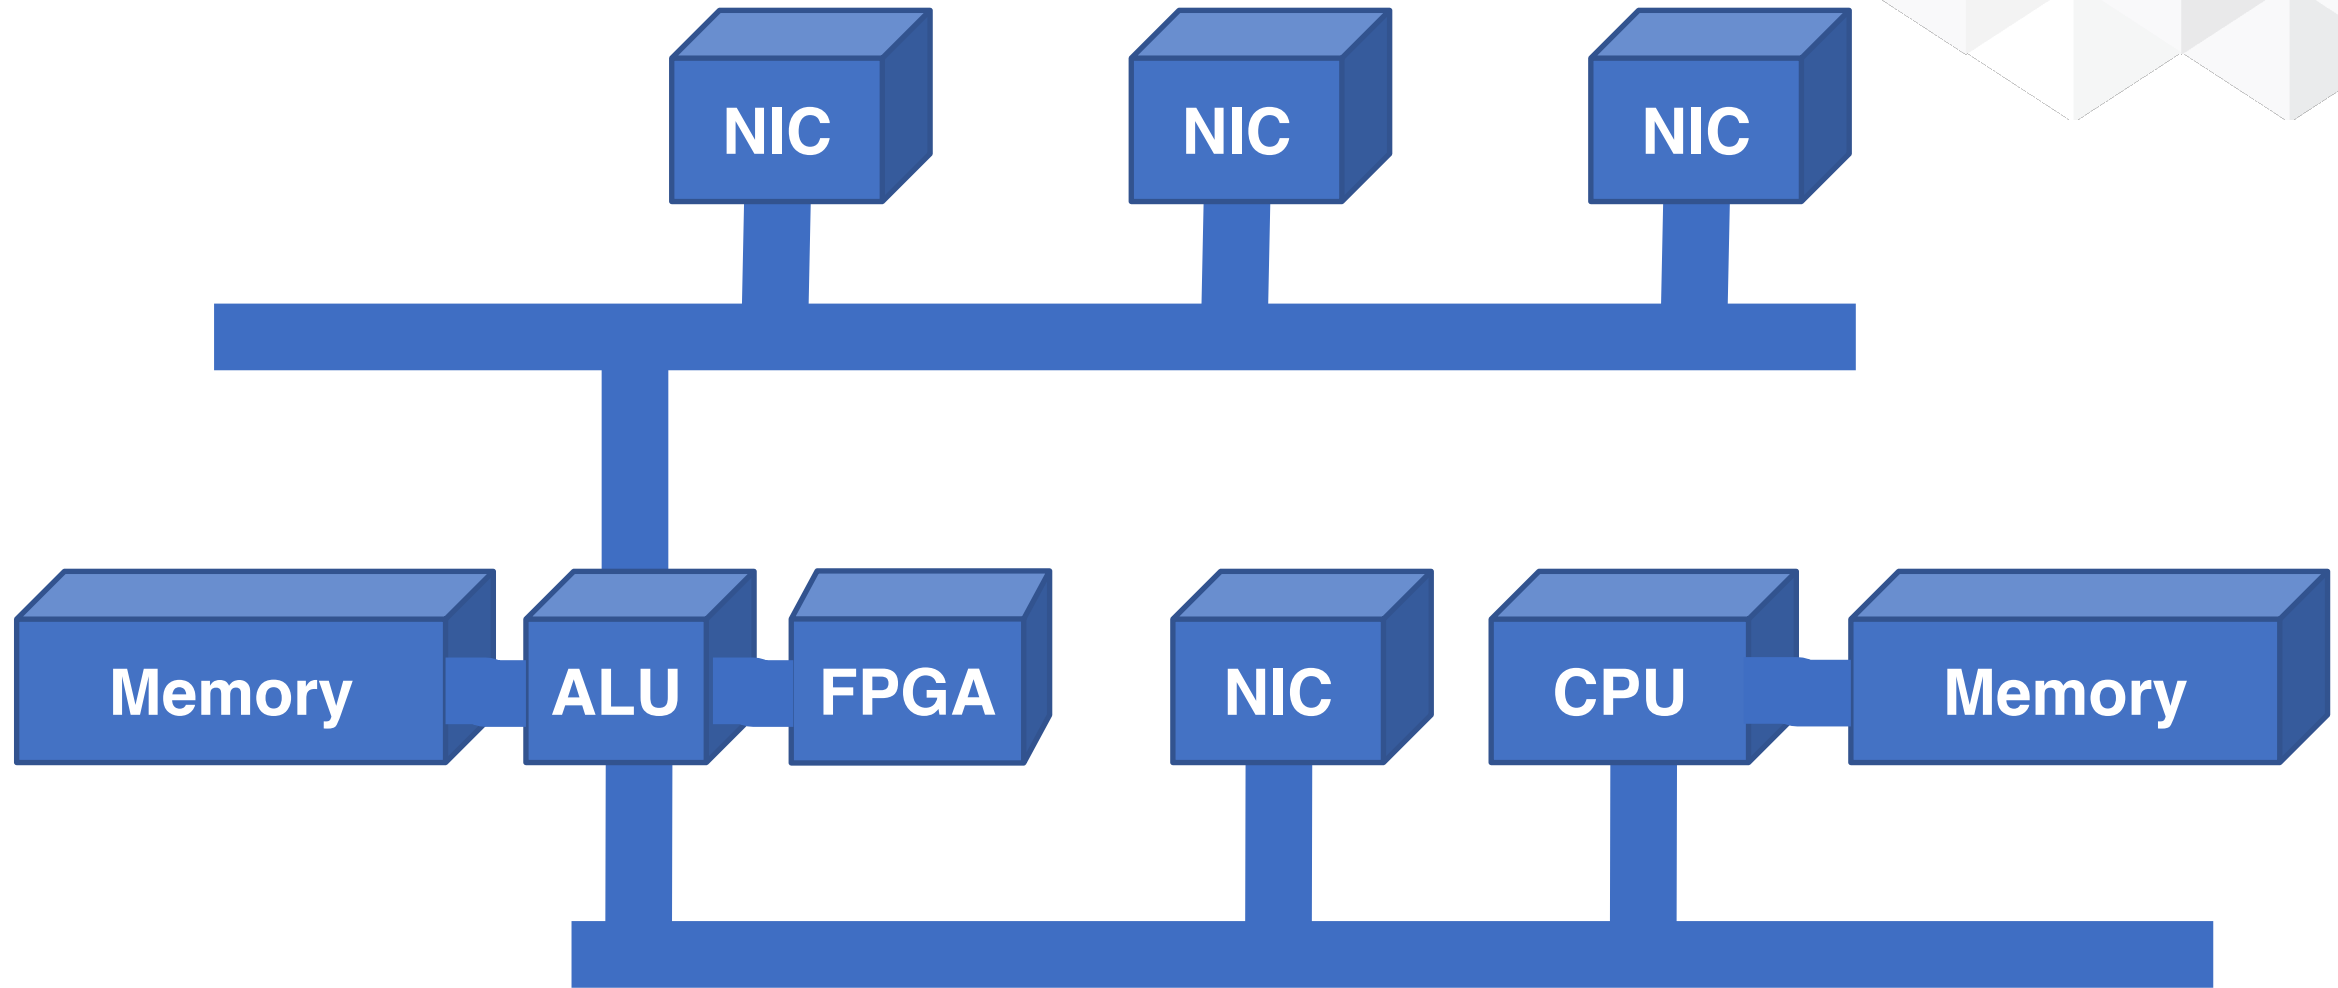 NIC
NIC
NIC
Memory
ALU
FPGA
NIC
CPU
Memory